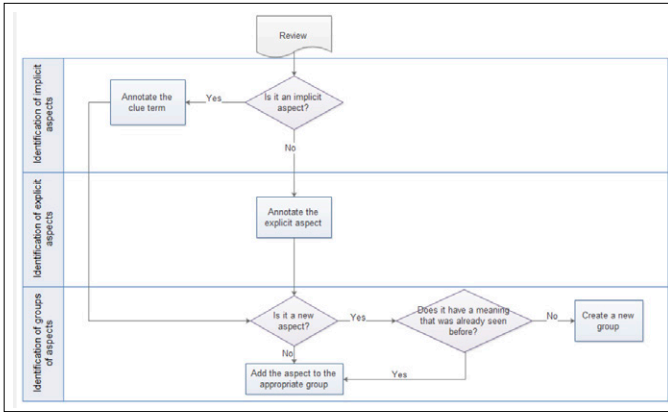 Review
Identification of implicit
aspects
Annotate the
clue term
Yes
Is it an implicit
aspect?
No
Identification of explicit
aspects
Annotate the
explicit aspect
Identification of groups
of aspects
Is it a new
aspect?
Yes
Does it have a meaning
that was already seen
before?
No
Create a new
group
No
Add the aspect to the
appropriate group
Yes